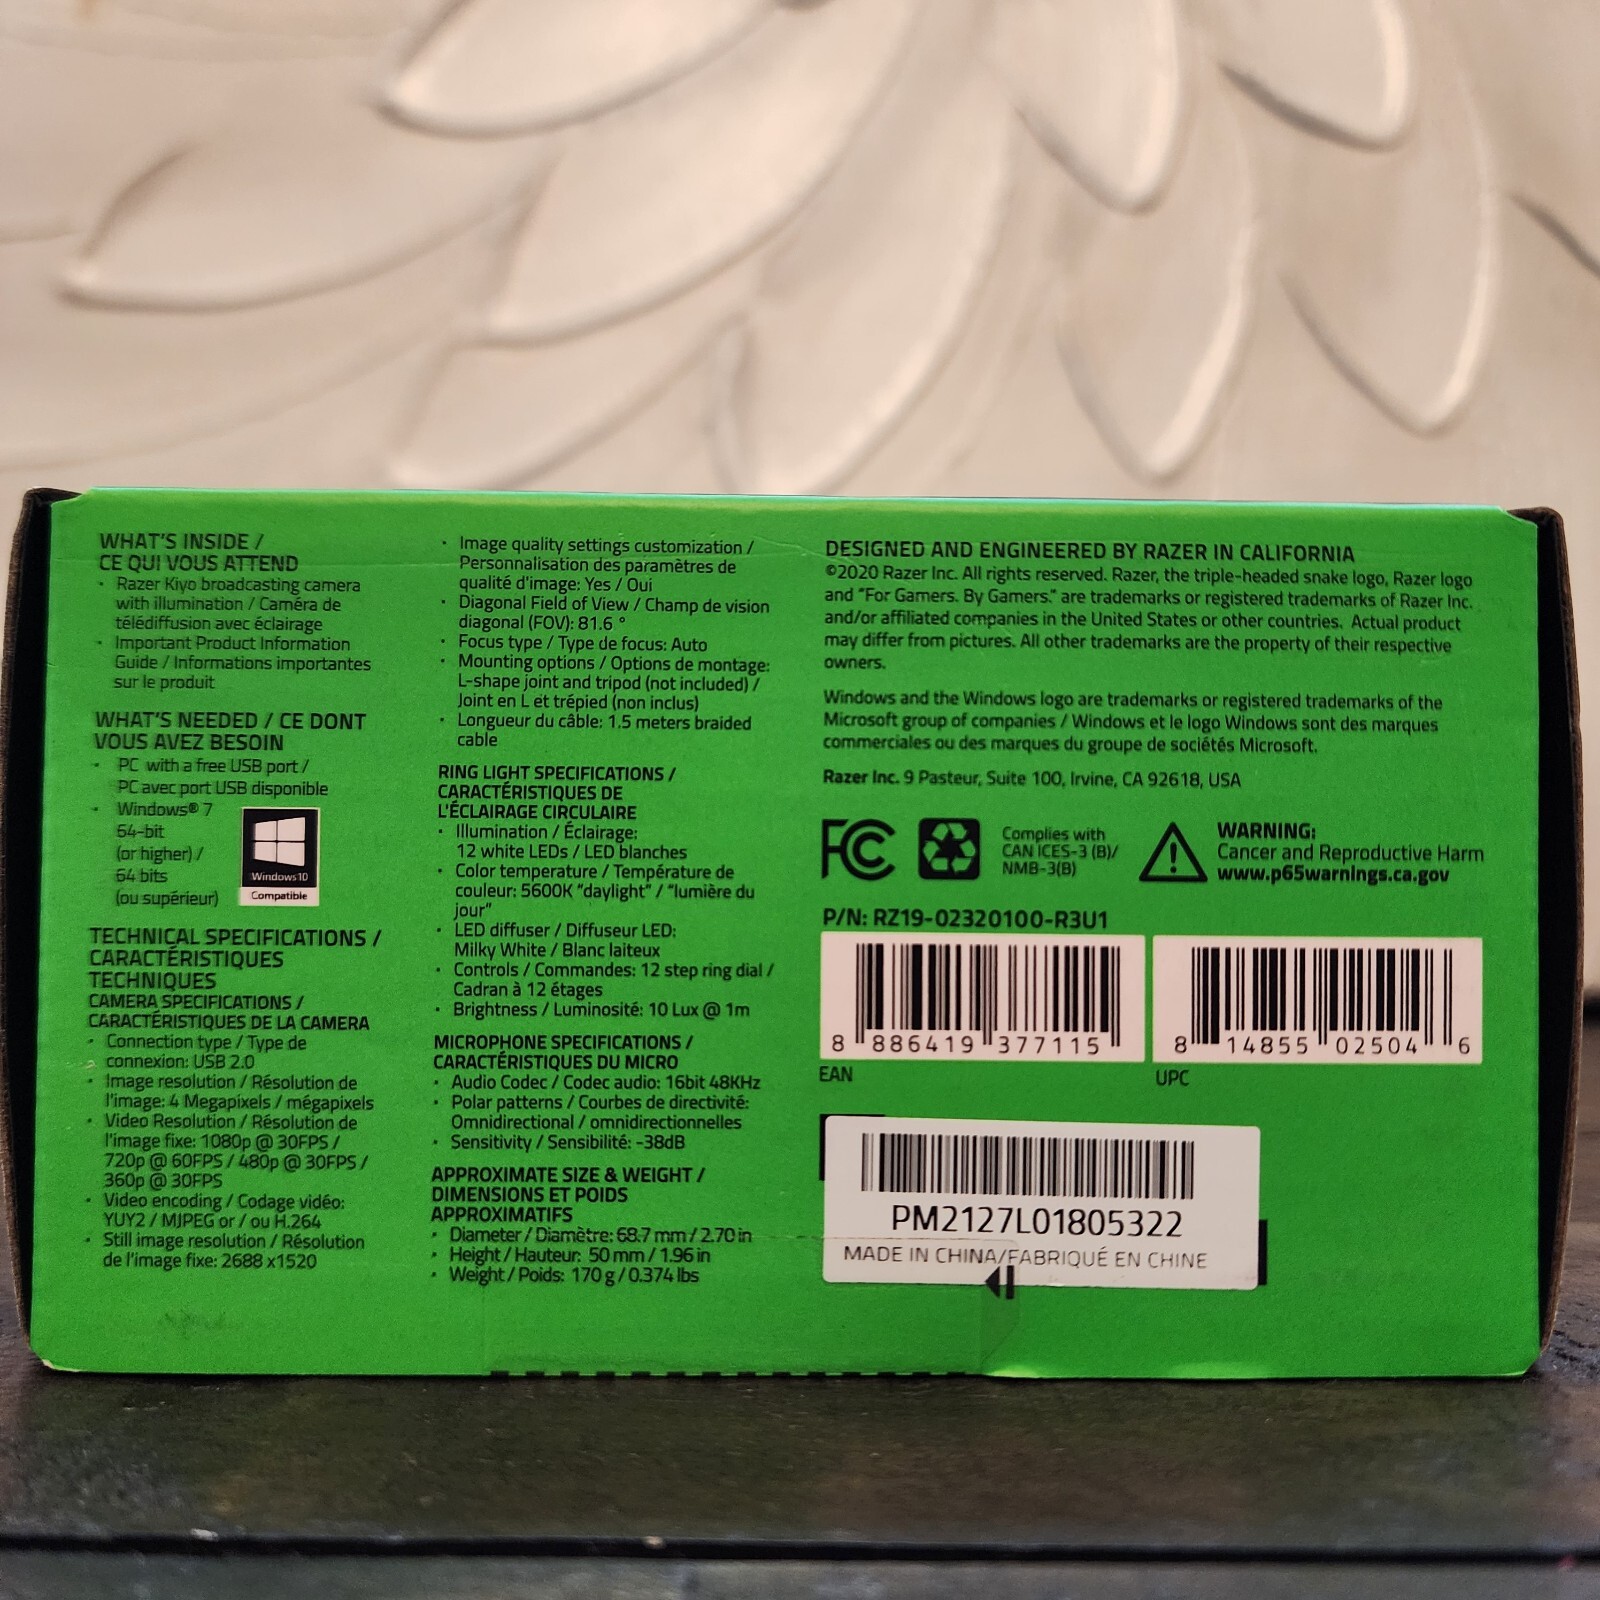 WHAT'S INSIDE /
CE QUI VOUS ATTEND
· Razer Kiyo broadcasting camera
with illumination / Caméra de
télédiffusion avec éclairage
· Important Product Information
Guide / Informations importantes
sur le produit
WHAT'S NEEDED / CE DONT
VOUS AVEZ BESOIN
· PC with a free USB port /
PC avec port USB disponible
· Windows® 7
64-bit
(or higher) /
64 bits
(ou supérieur)
Windows10
Compatible
TECHNICAL SPECIFICATIONS /
CARACTÉRISTIQUES
TECHNIQUES
CAMERA SPECIFICATIONS /
CARACTÉRISTIQUES DE LA CAMERA
· Connection type / Type de
connexion: USB 2.0
· Image resolution / Résolution de
l'image: 4 Megapixels / mégapixels
· Video Resolution / Résolution de
l'image fixe: 1080p @ 30FPS /
720p @ 60FPS / 480p @ 30FPS /
360p @ 30FPS
· Video encoding / Codage vidéo:
YUY2 / MJPEG or / ou H.264
· Still image resolution / Résolution
de l'image fixe: 2688 x1520
· Image quality settings customization /
Personnalisation des paramètres de
qualité d'image: Yes / Oui
· Diagonal Field of View / Champ de vision
diagonal (FOV): 81.6 °
· Focus type / Type de focus: Auto
· Mounting options / Options de montage:
L-shape joint and tripod (not included) /
Joint en L et trépied (non inclus)
· Longueur du câble: 1.5 meters braided
cable
RING LIGHT SPECIFICATIONS /
CARACTÉRISTIQUES DE
L'ÉCLAIRAGE CIRCULAIRE
· Illumination / Éclairage:
12 white LEDs / LED blanches
· Color temperature / Température de
couleur: 5600K "daylight" / "lumière du
jour"
· LED diffuser / Diffuseur LED:
Milky White / Blanc laiteux
· Controls / Commandes: 12 step ring dial /
Cadran à 12 étages
· Brightness / Luminosité: 10 Lux @ 1m
MICROPHONE SPECIFICATIONS /
CARACTÉRISTIQUES DU MICRO
· Audio Codec / Codec audio: 16bit 48KHz
· Polar patterns / Courbes de directivité:
Omnidirectional / omnidirectionnelles
· Sensitivity / Sensibilité: -38dB
APPROXIMATE SIZE & WEIGHT /
DIMENSIONS ET POIDS
APPROXIMATIFS
· Diameter / Diamètre: 68.7 mm / 2.70 in
· Height / Hauteur: 50 mm / 1.96 in
· Weight / Poids: 170 g / 0.374 lbs
DESIGNED AND ENGINEERED BY RAZER IN CALIFORNIA
©2020 Razer Inc. All rights reserved. Razer, the triple-headed snake logo, Razer logo
and "For Gamers. By Gamers." are trademarks or registered trademarks of Razer Inc.
and/or affiliated companies in the United States or other countries. Actual product
may differ from pictures. All other trademarks are the property of their respective
owners.
Windows and the Windows logo are trademarks or registered trademarks of the
Microsoft group of companies / Windows et le logo Windows sont des marques
commerciales ou des marques du groupe de sociétés Microsoft.
Razer Inc. 9 Pasteur, Suite 100, Irvine, CA 92618, USA
FC
Complies with
CAN ICES-3 (B)/
NMB-3(B)
WARNING:
Cancer and Reproductive Harm
www.p65warnings.ca.gov
P/N: RZ19-02320100-R3U1
8 886419 377115
EAN
8 14855 02504 6
UPC
PM2127L01805322
MADE IN CHINA/FABRIQUÉ EN CHINE